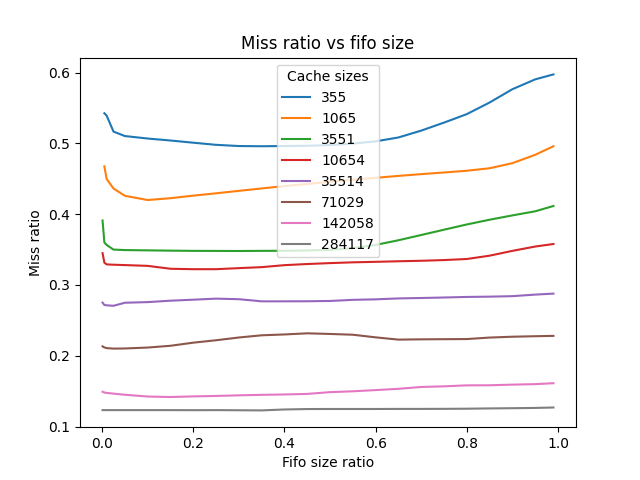 Miss ratio vs fifo size
Cache sizes
355
1065
3551
10654
35514
71029
142058
284117
0.6
0.5
0.4
0.3
0.2
0.1
Miss ratio
0.0 0.2 0.4 0.6 0.8 1.0
Fifo size ratio